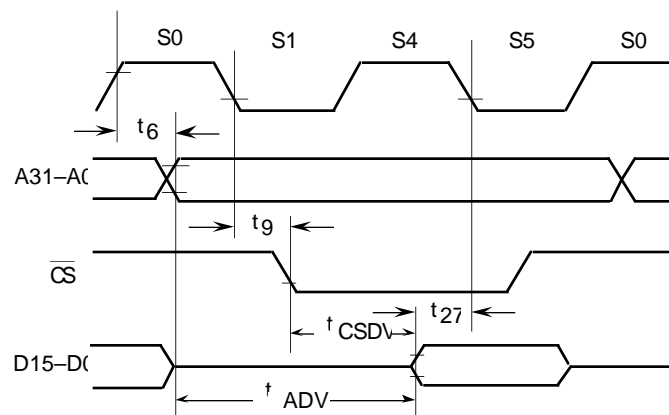 S0 S1 S4 S5 S0
t6
A31–A0
t9
CS
t27
tCSDV
D15–D0
tADV